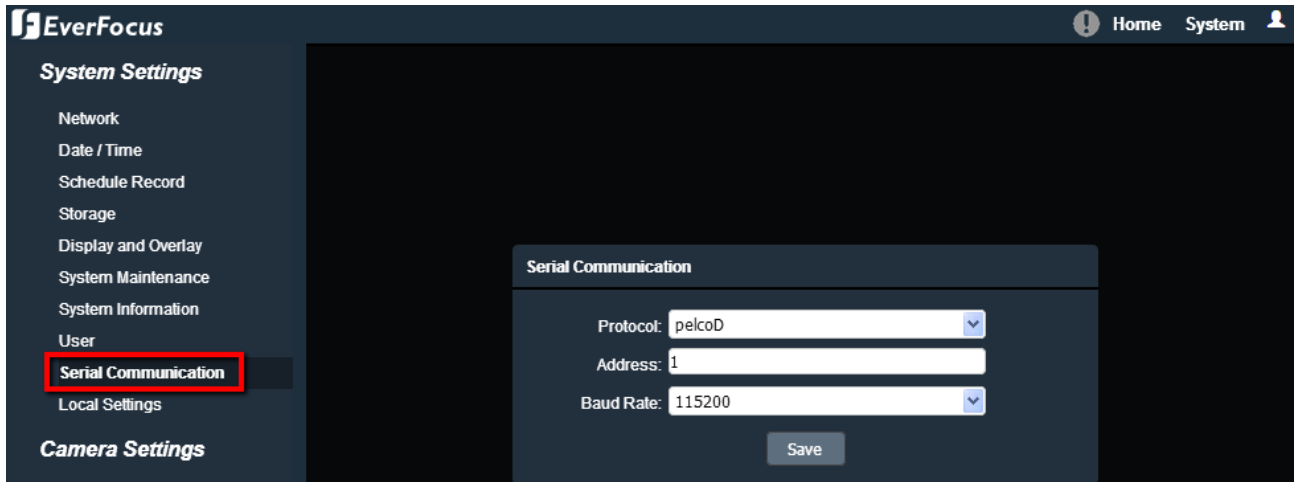 EverFocus
Home System
System Settings
Network
Date / Time
Schedule Record
Storage
Display and Overlay
System Maintenance
System Information
User
Serial Communication
Local Settings
Camera Settings
Serial Communication
Protocol: pelcoD
Address: 1
Baud Rate: 115200
Save